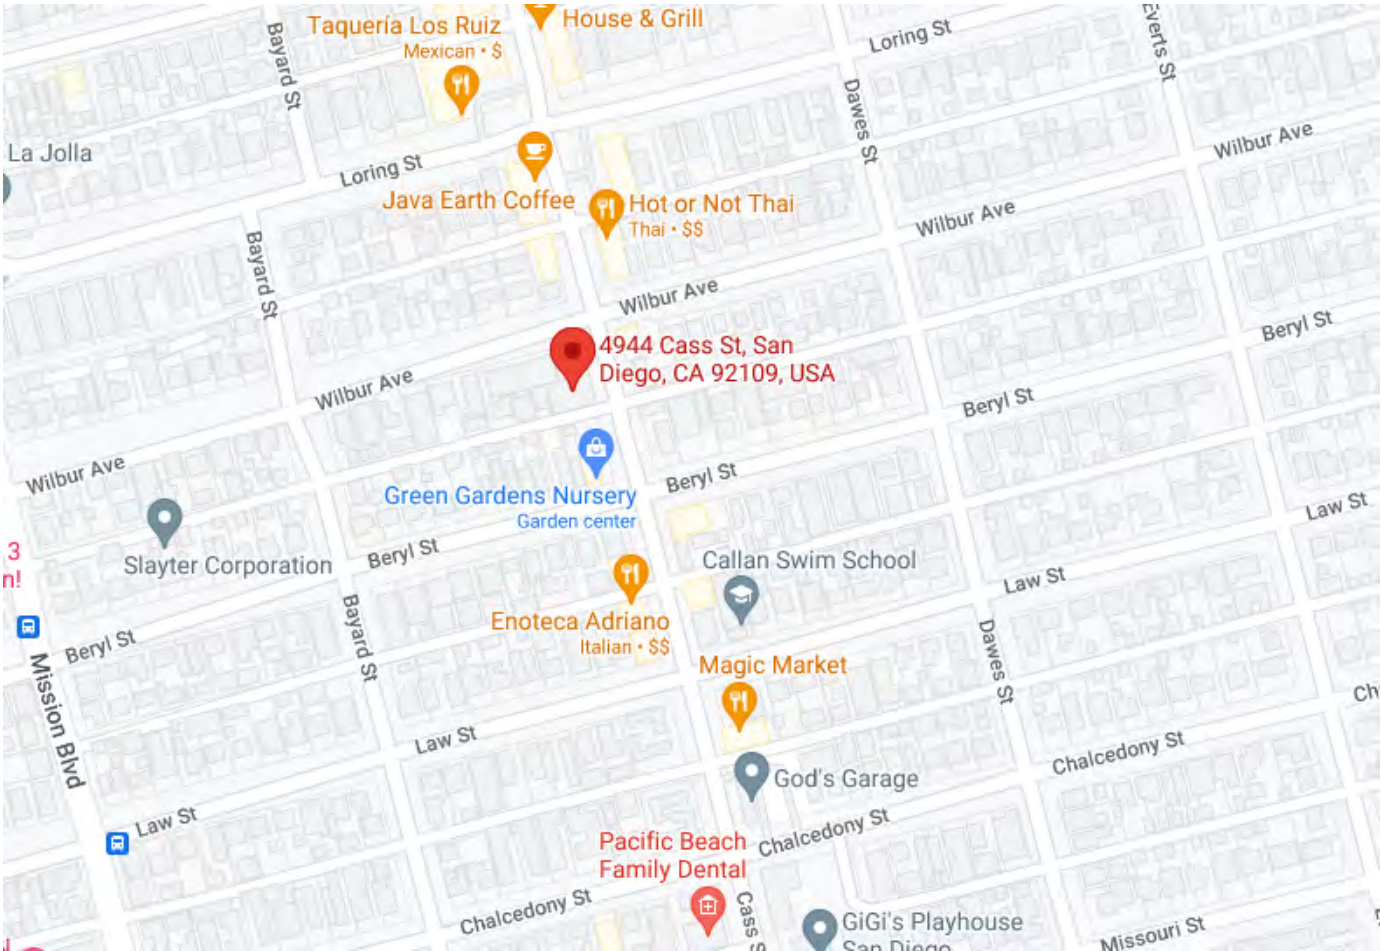 Taquería Los Ruiz
Mexican • $
House & Grill
Loring St
Everts St
Bayard St
Dawes St
Wilbur Ave
La Jolla
Loring St
Java Earth Coffee
Hot or Not Thai
Thai • $$
Wilbur Ave
Bayard St
Wilbur Ave
Beryl St
4944 Cass St, San
Diego, CA 92109, USA
Wilbur Ave
Beryl St
Wilbur Ave
Beryl St
Green Gardens Nursery
Garden center
Law St
Slayter Corporation
Beryl St
Callan Swim School
3
n!
Law St
Bayard St
Enoteca Adriano
Italian • $$
Beryl St
Dawes St
Mission Blvd
Magic Market
Ch
Law St
Chalcedony St
God's Garage
Law St
Chalcedony St
Pacific Beach
Family Dental
Chalcedony St
Cass S
GiGi's Playhouse
San Diego
Missouri St